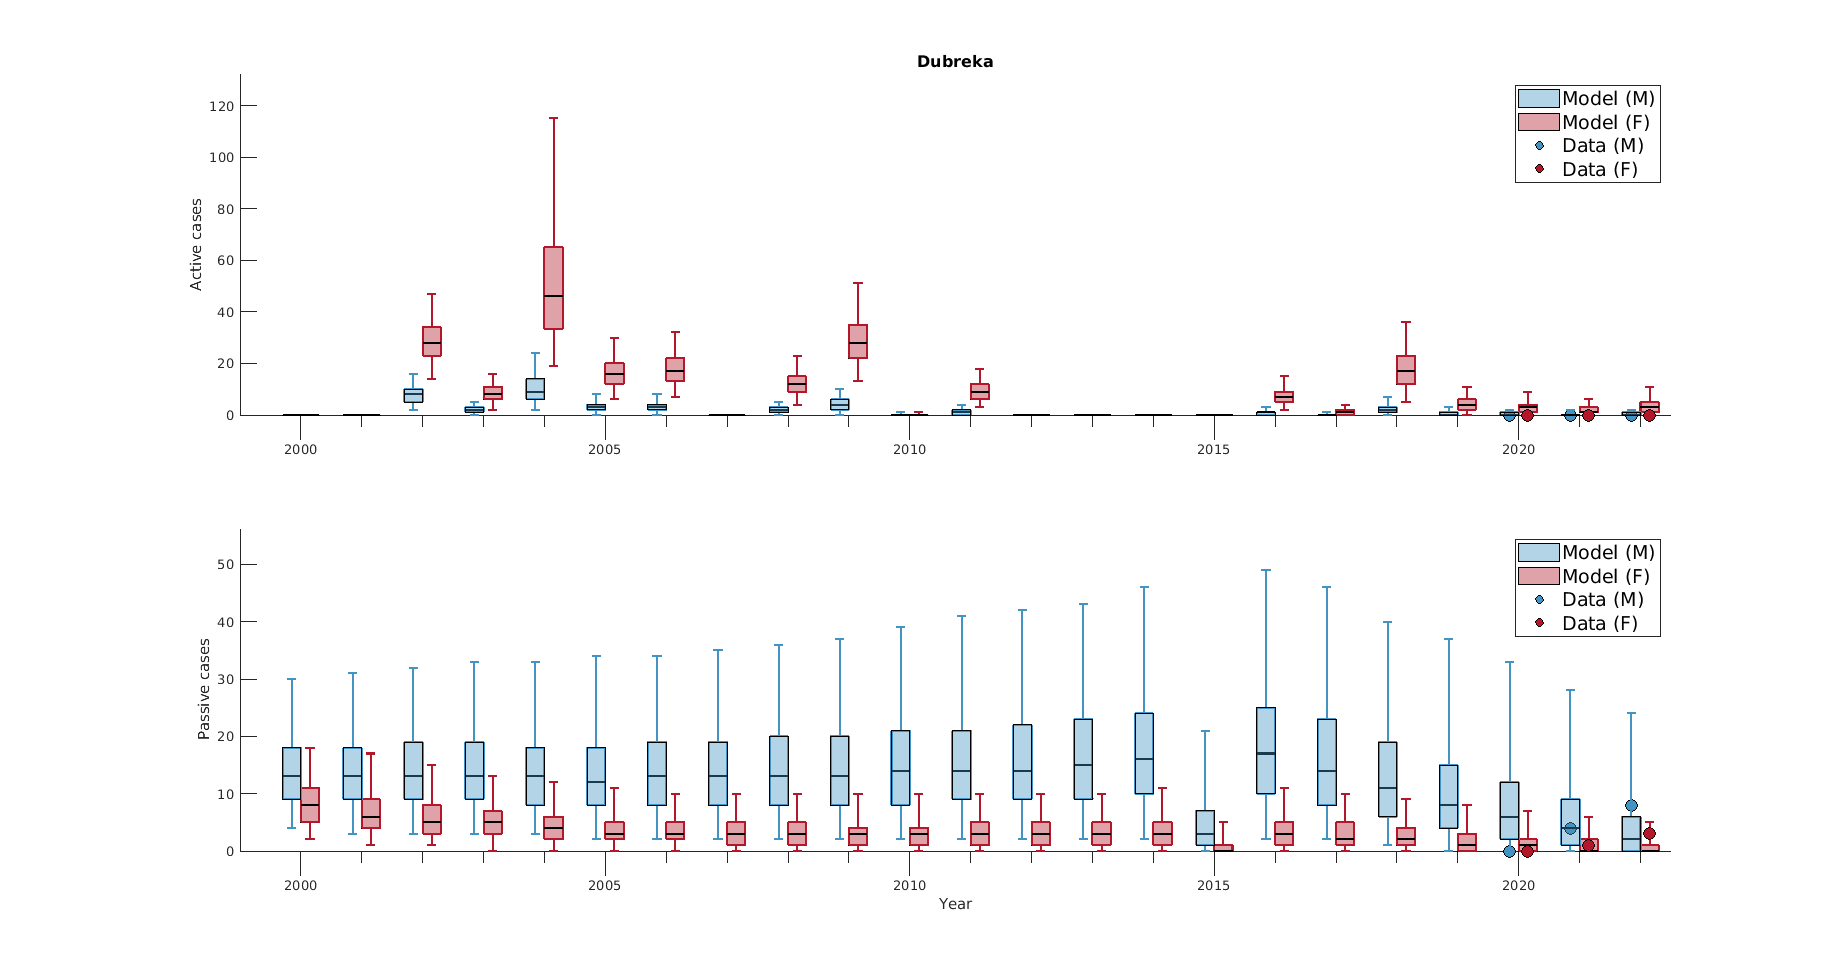 Dubreka
120
100
80
60
40
20
0
Active cases
2000
2005
2010
2015
2020
Model (M)
Model (F)
Data (M)
Data (F)
50
40
30
20
10
0
Passive cases
2000
2005
2010
2015
2020
Year
Model (M)
Model (F)
Data (M)
Data (F)